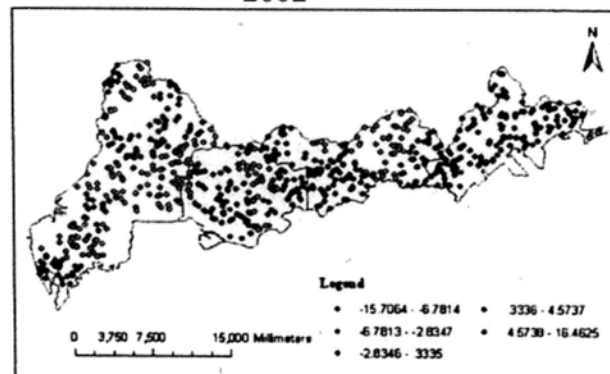 N
Legend
-15.7064 - -6.7814
-6.7813 - -2.8347
-2.8346 - 3335
3336 - 4.5737
4.5738 - 16.4625
0 3,750 7,500 15,000 Millimeters